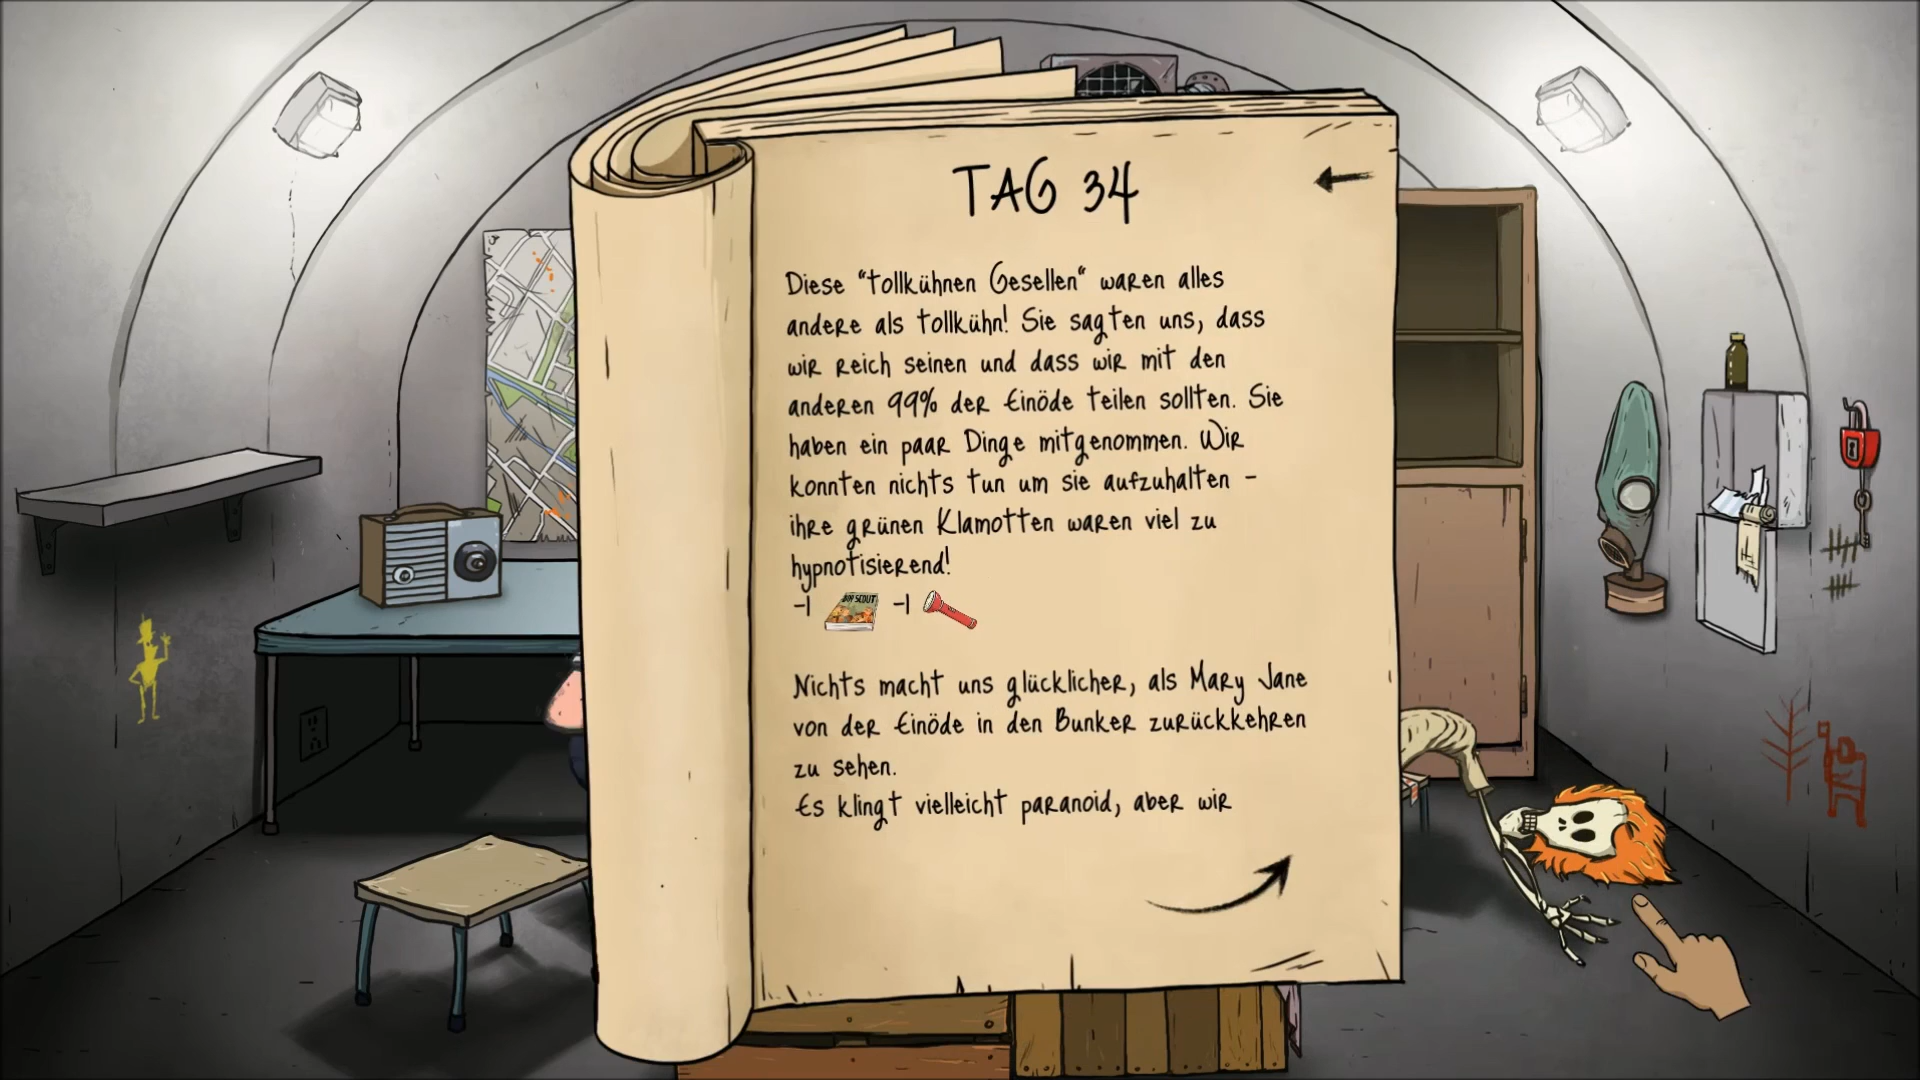 TAG 34
Diese "tollkühnen Gesellen" waren alles
andere als tollkühn! Sie sagten uns, dass
wir reich seinen und dass wir mit den
anderen 99% der Einöde teilen sollten. Sie
haben ein paar Dinge mitgenommen. Wir
konnten nichts tun um sie aufzuhalten -
ihre grünen Klamotten waren viel zu
hypnotisierend!
-1 -1
Nichts macht uns glücklicher, als Mary Jane
von der Einöde in den Bunker zurückkehren
zu sehen.
Es klingt vielleicht paranoid, aber wir